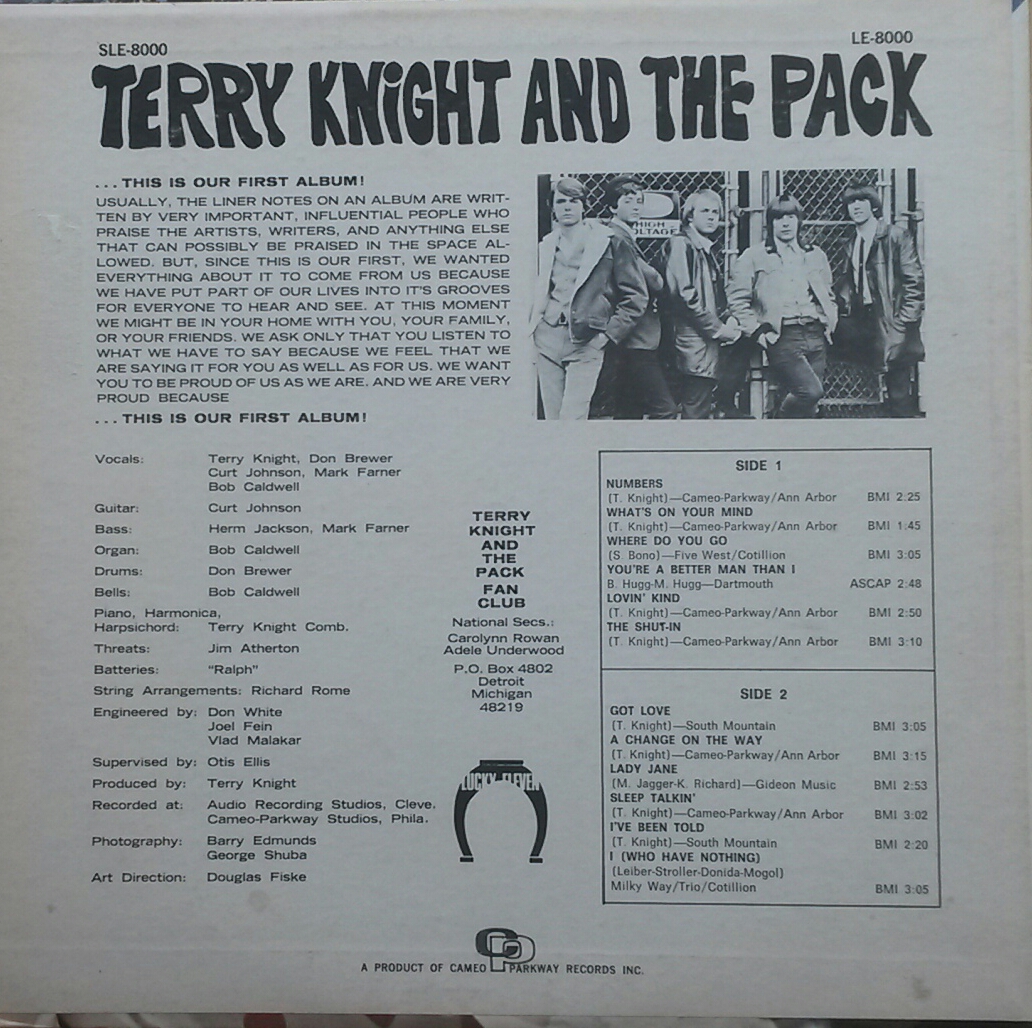 SLE-8000
LE-8000
TERRY KNIGHT AND THE PACK
...THIS IS OUR FIRST ALBUM!
USUALLY, THE LINER NOTES ON AN ALBUM ARE WRIT-
TEN BY VERY IMPORTANT, INFLUENTIAL PEOPLE WHO
PRAISE THE ARTISTS, WRITERS, AND ANYTHING ELSE
THAT CAN POSSIBLY BE PRAISED IN THE SPACE AL-
LOWED. BUT, SINCE THIS IS OUR FIRST, WE WANTED
EVERYTHING ABOUT IT TO COME FROM US BECAUSE
WE HAVE PUT PART OF OUR LIVES INTO IT'S GROOVES
FOR EVERYONE TO HEAR AND SEE. AT THIS MOMENT
WE MIGHT BE IN YOUR HOME WITH YOU, YOUR FAMILY,
OR YOUR FRIENDS. WE ASK ONLY THAT YOU LISTEN TO
WHAT WE HAVE TO SAY BECAUSE WE FEEL THAT WE
ARE SAYING IT FOR YOU AS WELL AS FOR US. WE WANT
YOU TO BE PROUD OF US AS WE ARE. AND WE ARE VERY
PROUD BECAUSE
...THIS IS OUR FIRST ALBUM!
HIGH
VOLTAGE
Vocals: Terry Knight, Don Brewer
Curt Johnson, Mark Farner
Bob Caldwell
Guitar: Curt Johnson
Bass: Herm Jackson, Mark Farner
Organ: Bob Caldwell
Drums: Don Brewer
Bells: Bob Caldwell
Piano, Harmonica,
Harpsichord: Terry Knight Comb.
Threats: Jim Atherton
Batteries: "Ralph"
String Arrangements: Richard Rome
Engineered by: Don White
Joel Fein
Vlad Malakar
Supervised by: Otis Ellis
Produced by: Terry Knight
Recorded at: Audio Recording Studios, Cleve.
Cameo-Parkway Studios, Phila.
Photography: Barry Edmunds
George Shuba
Art Direction: Douglas Fiske
TERRY
KNIGHT
AND
THE
PACK
FAN
CLUB
National Secs.:
Carolynn Rowan
Adele Underwood
P.O. Box 4802
Detroit
Michigan
48219
LUCKY ELEVEN
SIDE 1
NUMBERS
(T. Knight)—Cameo-Parkway/Ann Arbor BMI 2:25
WHAT'S ON YOUR MIND
(T. Knight)—Cameo-Parkway/Ann Arbor BMI 1:45
WHERE DO YOU GO
(S. Bono)—Five West/Cotillion BMI 3:05
YOU'RE A BETTER MAN THAN I
B. Hugg-M. Hugg—Dartmouth ASCAP 2:48
LOVIN' KIND
(T. Knight)—Cameo-Parkway/Ann Arbor BMI 2:50
THE SHUT-IN
(T. Knight)—Cameo-Parkway/Ann Arbor BMI 3:10
SIDE 2
GOT LOVE
(T. Knight)—South Mountain BMI 3:05
A CHANGE ON THE WAY
(T. Knight)—Cameo-Parkway/Ann Arbor BMI 3:15
LADY JANE
(M. Jagger-K. Richard)—Gideon Music BMI 2:53
SLEEP TALKIN'
(T. Knight)—Cameo-Parkway/Ann Arbor BMI 3:02
I'VE BEEN TOLD
(T. Knight)—South Mountain BMI 2:20
I (WHO HAVE NOTHING)
(Leiber-Stroller-Donida-Mogol)
Milky Way/Trio/Cotillion BMI 3:05
CP
A PRODUCT OF CAMEO PARKWAY RECORDS INC.